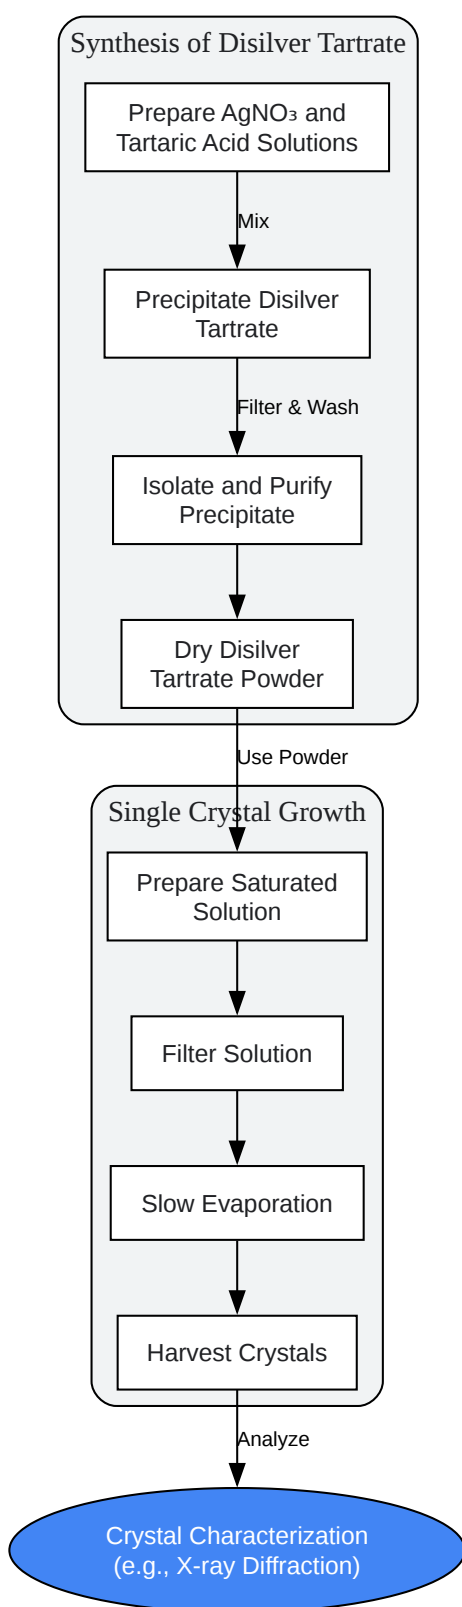 Synthesis of Disilver Tartrate
Prepare AgNO₃ and
Tartaric Acid Solutions
Mix
Precipitate Disilver
Tartrate
Filter & Wash
Isolate and Purify
Precipitate
Dry Disilver
Tartrate Powder
Use Powder
Single Crystal Growth
Prepare Saturated
Solution
Filter Solution
Slow Evaporation
Harvest Crystals
Analyze
Crystal Characterization
(e.g., X-ray Diffraction)